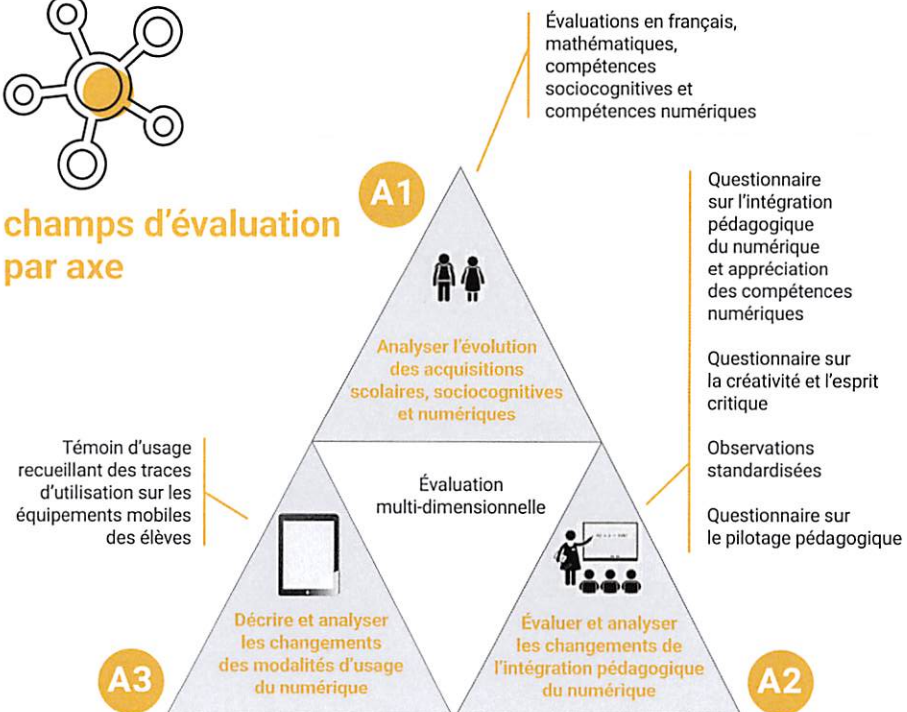 champs d'évaluation
par axe
A1
Évaluations en français,
mathématiques,
compétences
sociocognitives et
compétences numériques
Analyser l'évolution
des acquisitions
scolaires, sociocognitives
et numériques
Questionnaire
sur l'intégration
pédagogique
du numérique
et appréciation
des compétences
numériques
Questionnaire sur
la créativité et l'esprit
critique
Observations
standardisées
Questionnaire sur
le pilotage pédagogique
Témoin d'usage
recueillant des traces
d'utilisation sur les
équipements mobiles
des élèves
Évaluation
multi-dimensionnelle
Décrire et analyser
les changements
des modalités d'usage
du numérique
A3
Évaluer et analyser
les changements de
l'intégration pédagogique
du numérique
A2